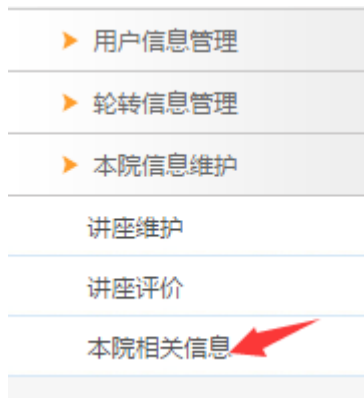 用户信息管理
轮转信息管理
本院信息维护
讲座维护
讲座评价
本院相关信息